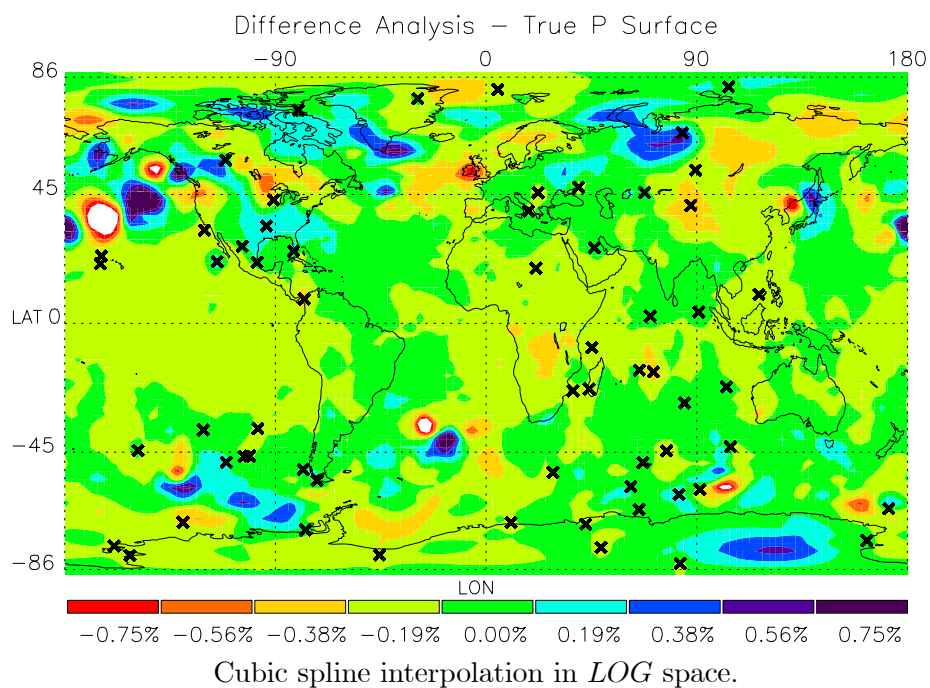 Difference Analysis − True P Surface
−90 0 90 180
86
45
LAT 0
−45
−86
LON
−0.75% −0.56% −0.38% −0.19% 0.00% 0.19% 0.38% 0.56% 0.75%
Cubic spline interpolation in LOG space.